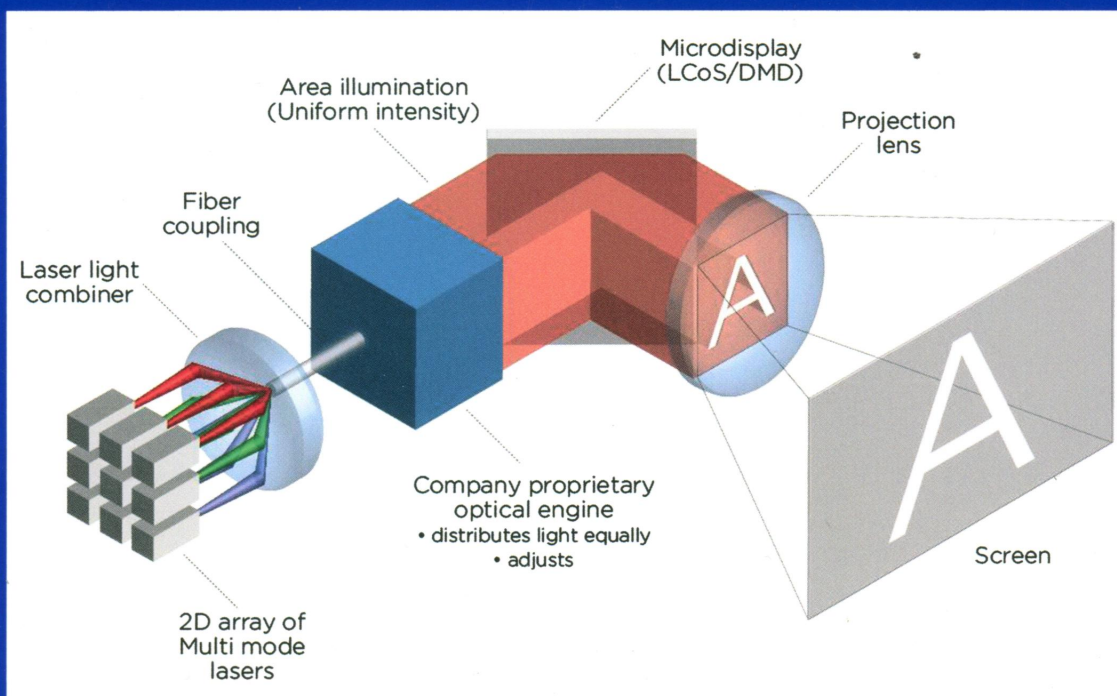 Microdisplay
(LCoS/DMD)
Area illumination
(Uniform intensity)
Projection
lens
Fiber
coupling
Laser light
combiner
A
A
Company proprietary
optical engine
• distributes light equally
• adjusts
Screen
2D array of
Multi mode
lasers